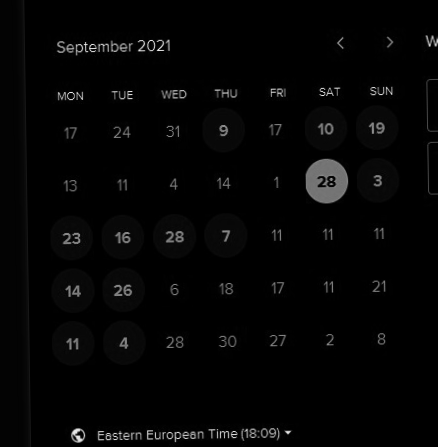 September 2021
MON TUE WED THU FRI SAT SUN
17 24 31 9 17 10 19
13 11 4 14 1 28 3
23 16 28 7 11 11 11
14 26 6 18 17 11 21
11 4 28 30 27 2 8
Eastern European Time (18:09)